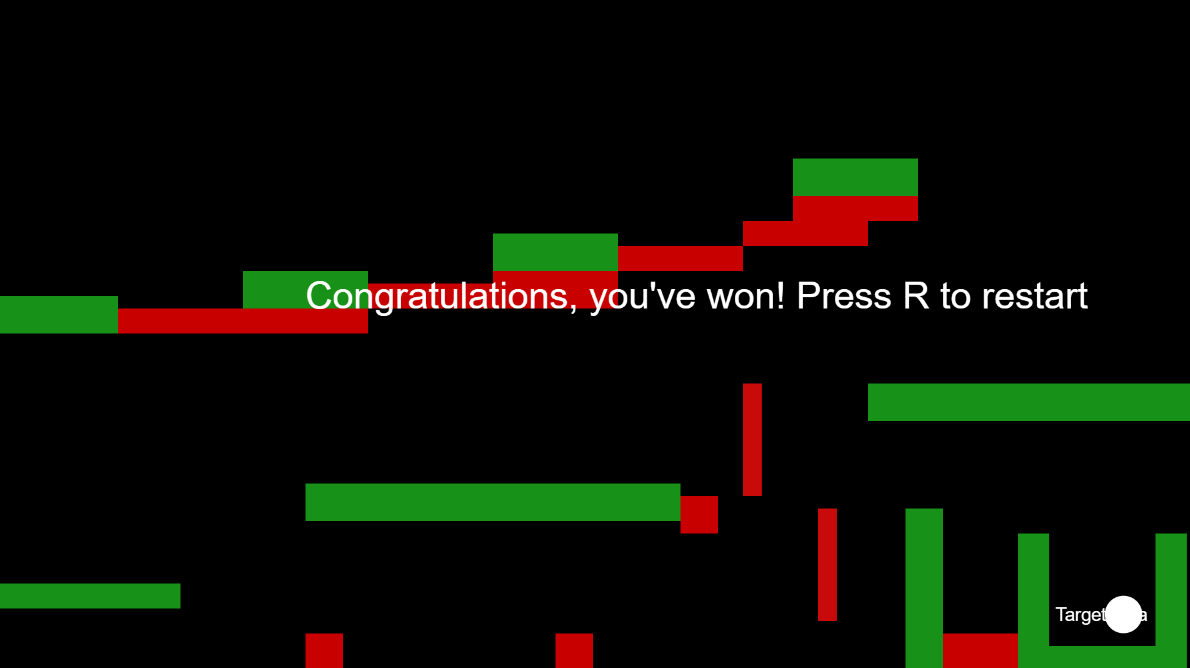 Congratulations, you've won! Press R to restart
Target a